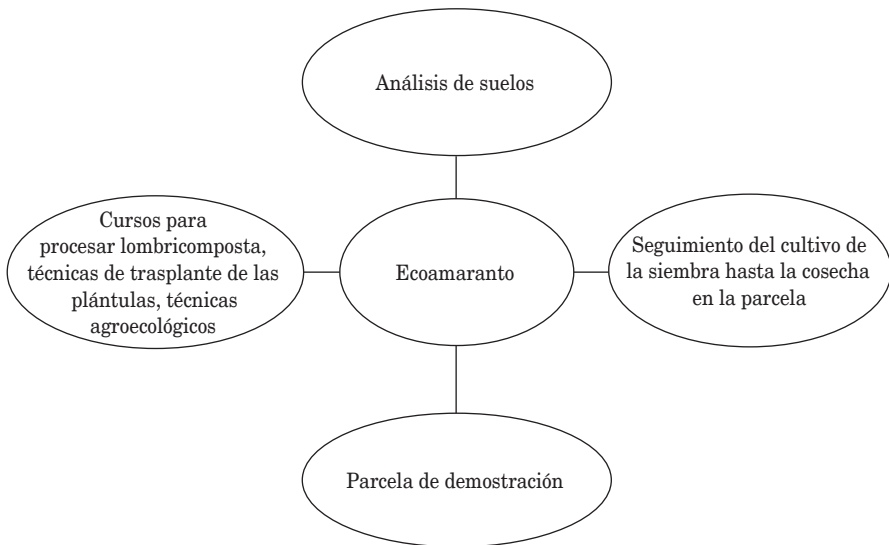 Análisis de suelos
Cursos para
procesar lombricomposta,
técnicas de trasplante de las
plántulas, técnicas
agroecológicos
Ecoamaranto
Seguimiento del cultivo de
la siembra hasta la cosecha
en la parcela
Parcela de demostración